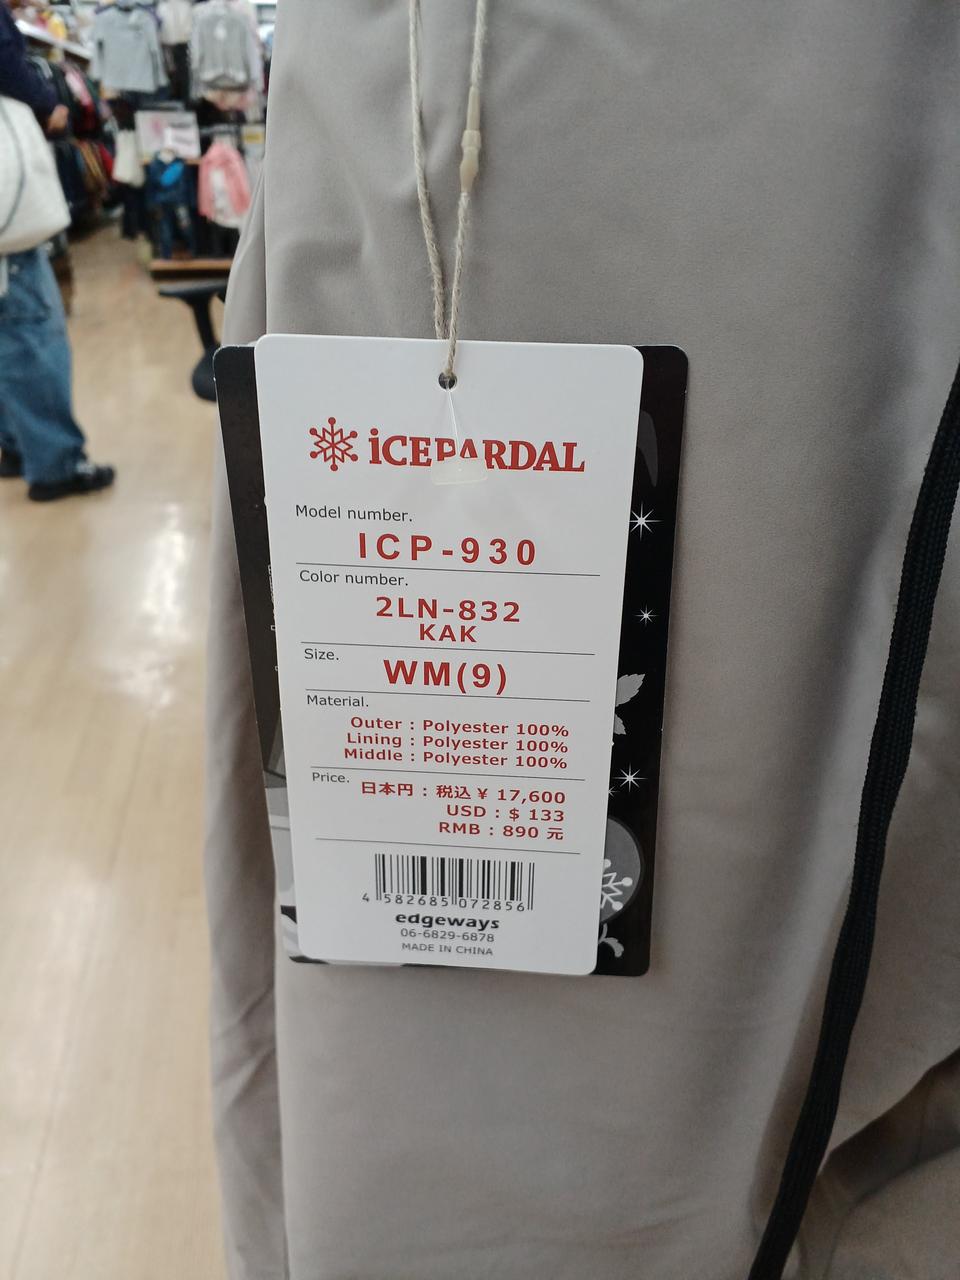 iCEPARDAL
Model number.
ICP-930
Color number.
2LN-832
KAK
Size.
WM(9)
Material.
Outer : Polyester 100%
Lining : Polyester 100%
Middle : Polyester 100%
Price.
日本円 : 税込 ¥ 17,600
USD : $ 133
RMB : 890 元
4 582685 072856
edgeways
06-6829-6878
MADE IN CHINA